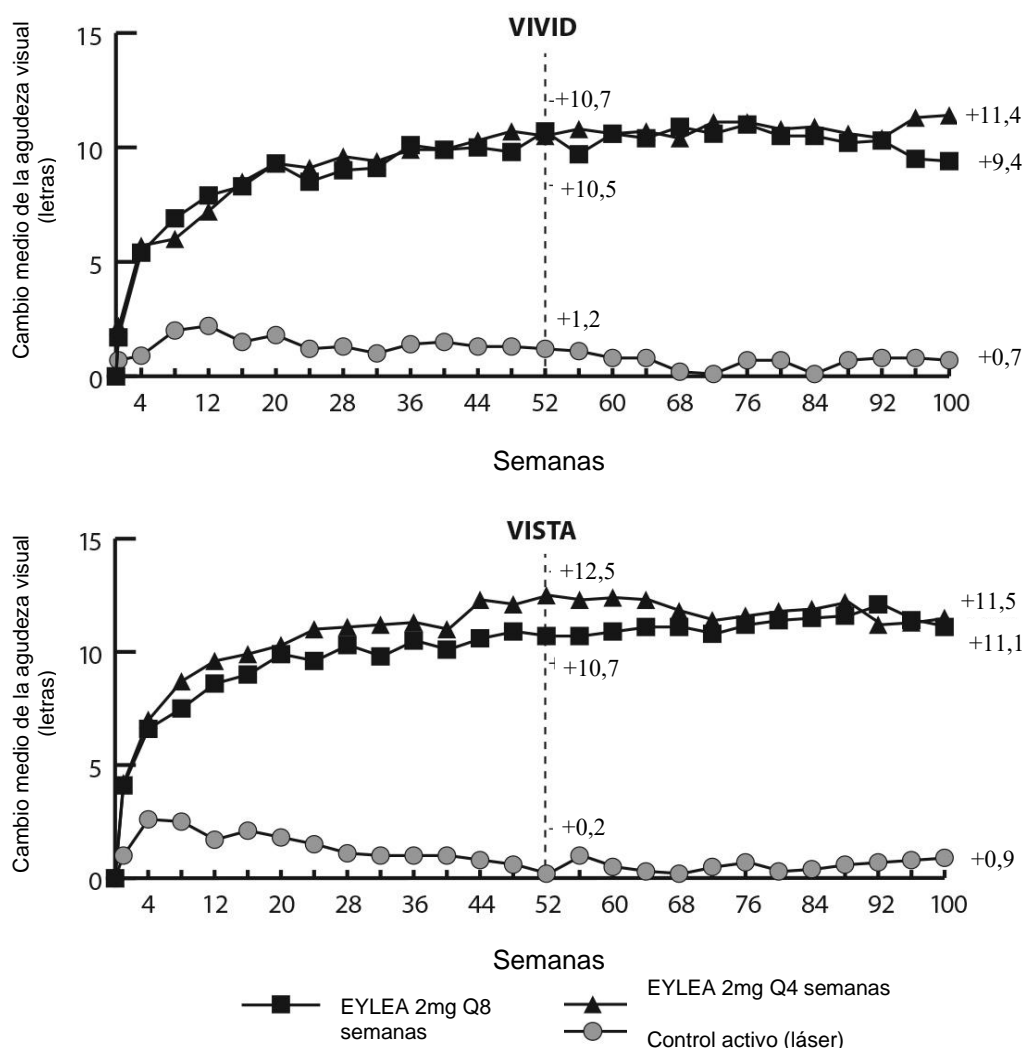 VIVID
Cambio medio de la agudeza visual
(letras)
15
10
5
0
+10,7
+10,5
+1,2
+11,4
+9,4
+0,7
4 12 20 28 36 44 52 60 68 76 84 92 100
Semanas
VISTA
Cambio medio de la agudeza visual
(letras)
15
10
5
0
+12,5
+10,7
+0,2
+11,5
+11,1
+0,9
4 12 20 28 36 44 52 60 68 76 84 92 100
Semanas
EYLEA 2mg Q8
semanas
EYLEA 2mg Q4 semanas
Control activo (láser)